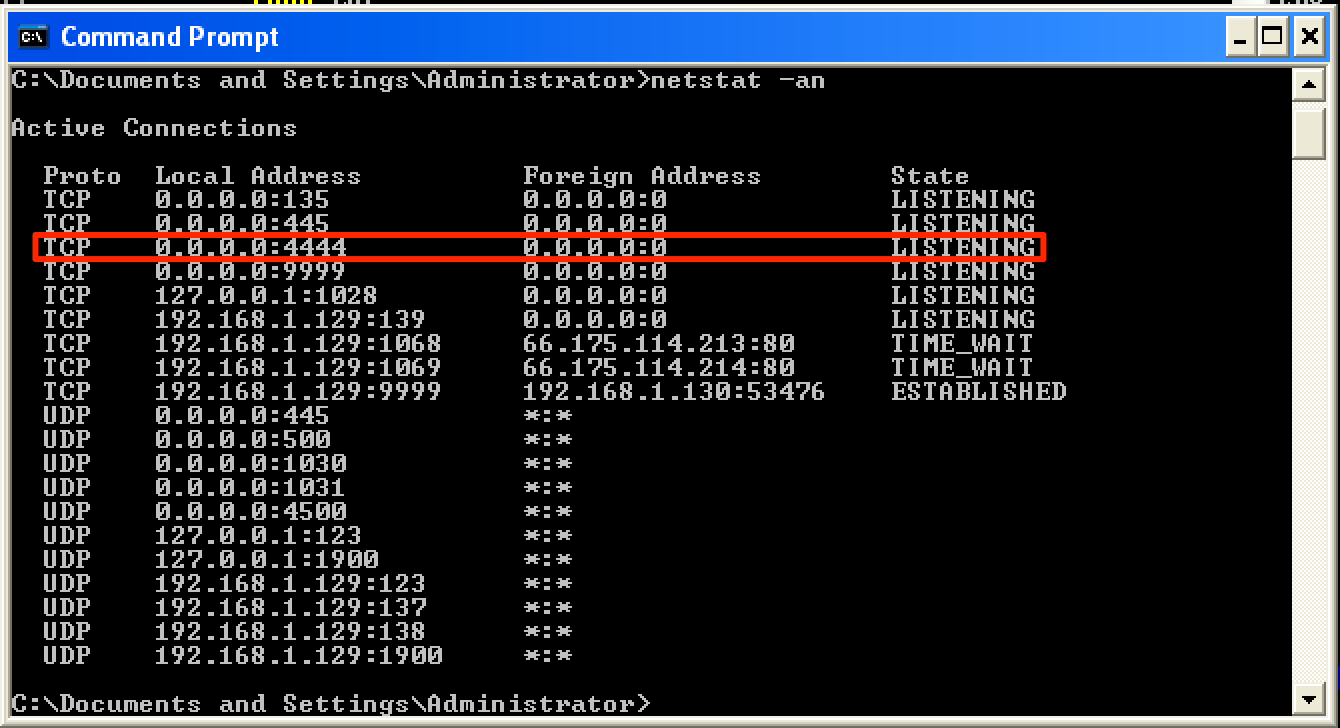 Command Prompt
C:\Documents and Settings\Administrator>netstat -an
Active Connections
Proto Local Address Foreign Address State
TCP 0.0.0.0:135 0.0.0.0:0 LISTENING
TCP 0.0.0.0:445 0.0.0.0:0 LISTENING
TCP 0.0.0.0:4444 0.0.0.0:0 LISTENING
TCP 0.0.0.0:9999 0.0.0.0:0 LISTENING
TCP 127.0.0.1:1028 0.0.0.0:0 LISTENING
TCP 192.168.1.129:139 0.0.0.0:0 LISTENING
TCP 192.168.1.129:1068 66.175.114.213:80 TIME_WAIT
TCP 192.168.1.129:1069 66.175.114.214:80 TIME_WAIT
TCP 192.168.1.129:9999 192.168.1.130:53476 ESTABLISHED
UDP 0.0.0.0:445 *:*
UDP 0.0.0.0:500 *:*
UDP 0.0.0.0:1030 *:*
UDP 0.0.0.0:1031 *:*
UDP 0.0.0.0:4500 *:*
UDP 127.0.0.1:123 *:*
UDP 127.0.0.1:1900 *:*
UDP 192.168.1.129:123 *:*
UDP 192.168.1.129:137 *:*
UDP 192.168.1.129:138 *:*
UDP 192.168.1.129:1900 *:*
C:\Documents and Settings\Administrator>